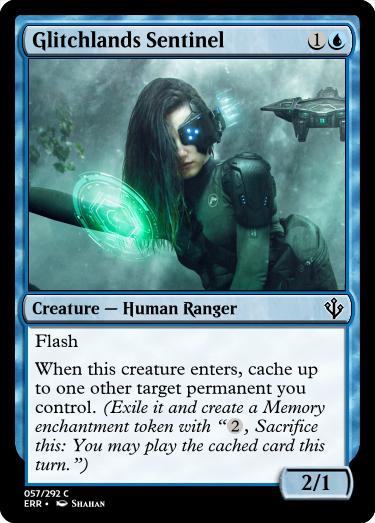 Glitchlands Sentinel 1
Creature — Human Ranger
Flash
When this creature enters, cache up
to one other target permanent you
control. (Exile it and create a Memory
enchantment token with “2, Sacrifice
this: You may play the cached card this
turn.”)
2/1
057/292 C
ERR • Shahan